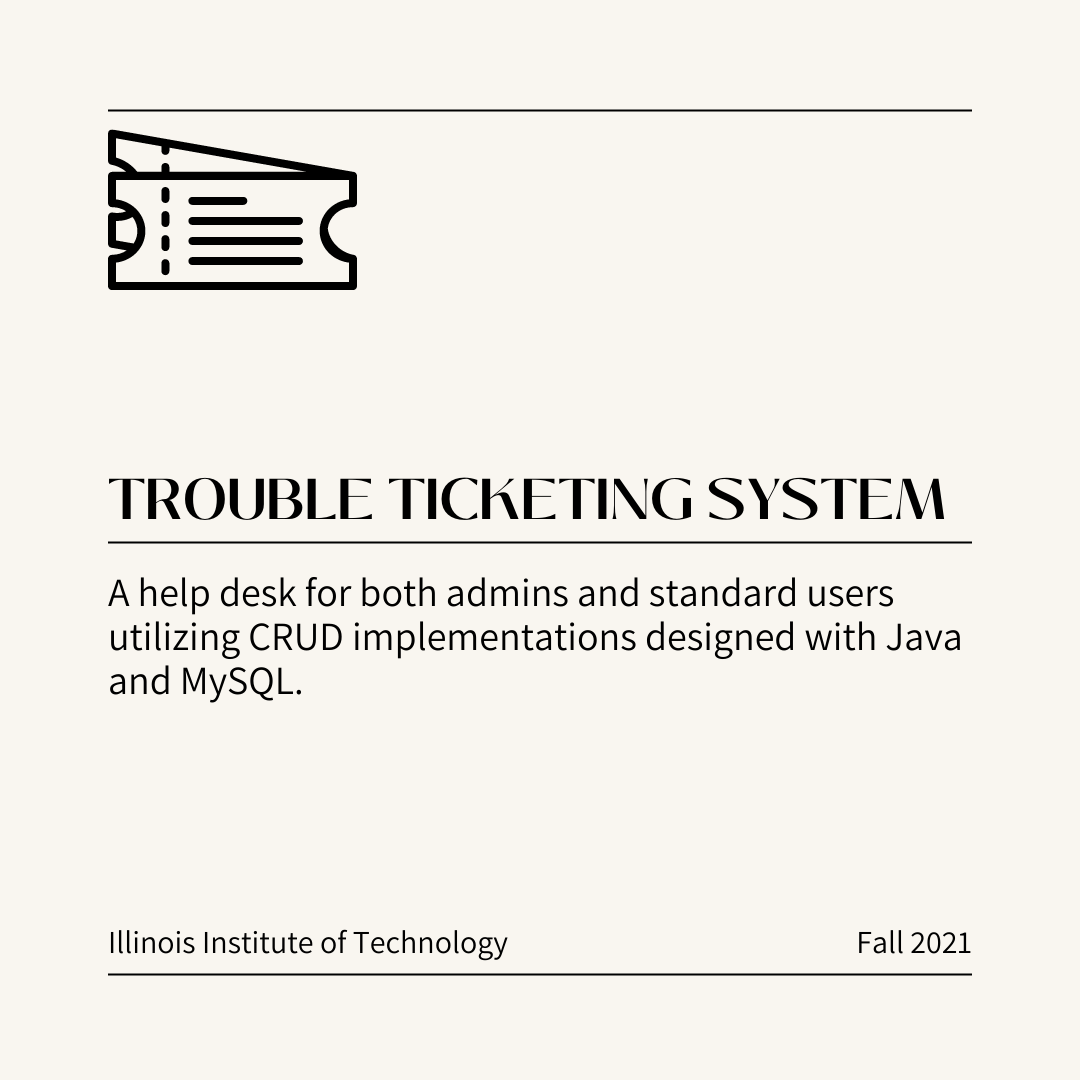 TROUBLE TICKETING SYSTEM
A help desk for both admins and standard users
utilizing CRUD implementations designed with Java
and MySQL.
Illinois Institute of Technology
Fall 2021